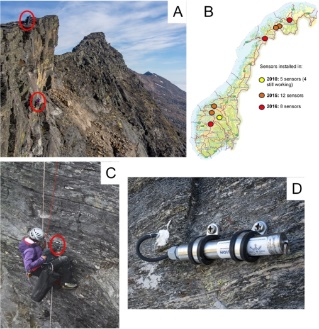 A
B
Sensors installed in:
2010: 5 sensors (4
still working)
2015: 12 sensors
2016: 8 sensors
C
D